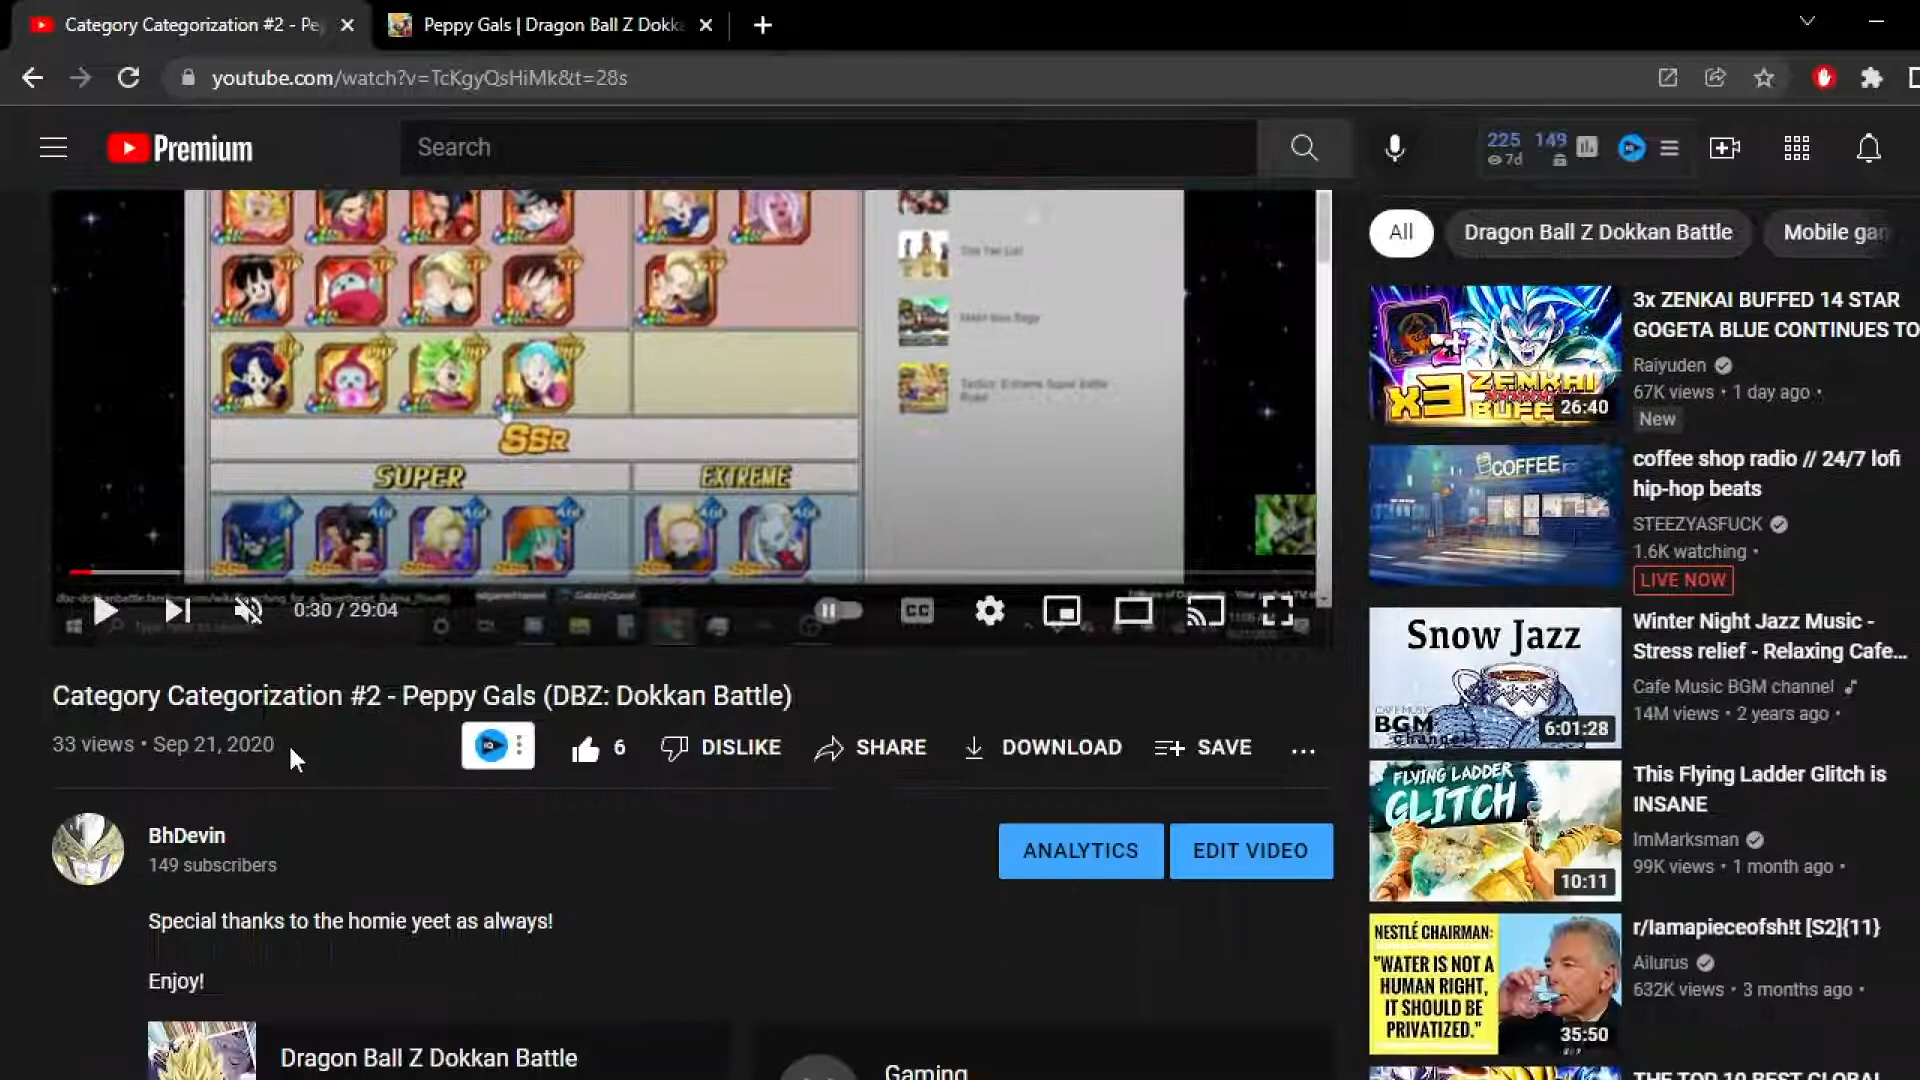 Category Categorization #2 - Pe
Peppy Gals | Dragon Ball Z Dokk
youtube.com/watch?v=TcKgyQsHiMk&t=28s
Premium
Search
225 149
7d
All
Dragon Ball Z Dokkan Battle
Mobile gam
SSR
SUPER
EXTREME
0:30 / 29:04
CC
Category Categorization #2 - Peppy Gals (DBZ: Dokkan Battle)
33 views • Sep 21, 2020
6
DISLIKE
SHARE
DOWNLOAD
SAVE
BhDevin
149 subscribers
ANALYTICS
EDIT VIDEO
Special thanks to the homie yeet as always!
Enjoy!
Dragon Ball Z Dokkan Battle
Gaming
3x ZENKAI BUFFED 14 STAR
GOGETA BLUE CONTINUES TO
Raiyuden
67K views • 1 day ago •
New
x3 ZENKAI
BUFF
26:40
coffee shop radio // 24/7 lofi
hip-hop beats
STEEZYASFUCK
1.6K watching •
LIVE NOW
COFFEE
Winter Night Jazz Music -
Stress relief - Relaxing Cafe...
Cafe Music BGM channel
14M views • 2 years ago •
Snow Jazz
CAFE MUSIC
BGM
channel
6:01:28
This Flying Ladder Glitch is
INSANE
ImMarksman
99K views • 1 month ago •
FLYING LADDER
GLITCH
10:11
r/Iamapieceofsh!t [S2]{11}
Ailurus
632K views • 3 months ago •
NESTLÉ CHAIRMAN:
"WATER IS NOT A
HUMAN RIGHT,
IT SHOULD BE
PRIVATIZED."
35:50
THE TOP 10 BEST GLOBAL